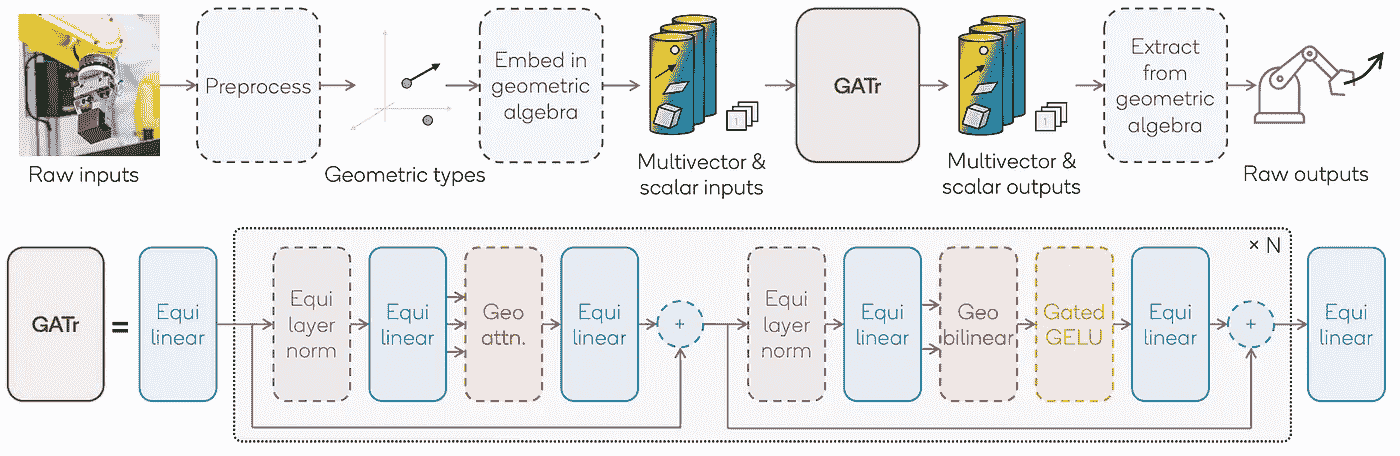 Preprocess
Embed in
geometric
algebra
GATr
Extract
from
geometric
algebra
1
1
Raw inputs
Geometric types
Multivector &
scalar inputs
Multivector &
scalar outputs
Raw outputs
× N
GATr
=
Equi
linear
Equi
layer
norm
Equi
linear
Geo
attn.
Equi
linear
+
Equi
layer
norm
Equi
linear
Geo
bilinear
Gated
GELU
Equi
linear
+
Equi
linear